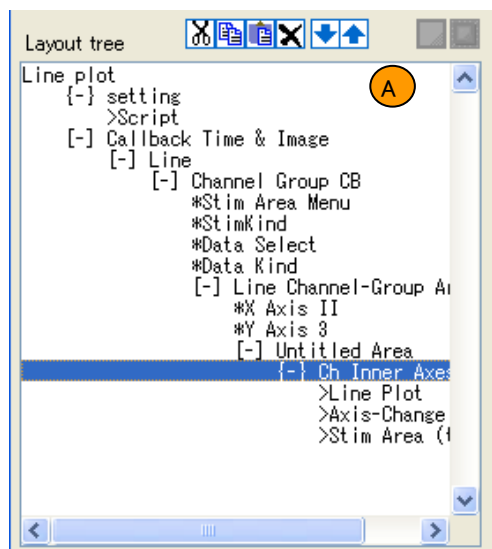 Layout tree
A
Line plot
{-} setting
>Script
[-] Callback Time & Image
[-] Line
[-] Channel Group CB
*Stim Area Menu
*StimKind
*Data Select
*Data Kind
[-] Line Channel-Group
*X Axis II
*Y Axis 3
[-] Untitled Area
{-} Ch Inner Axes
>Line Plot
>Axis-Change
>Stim Area (